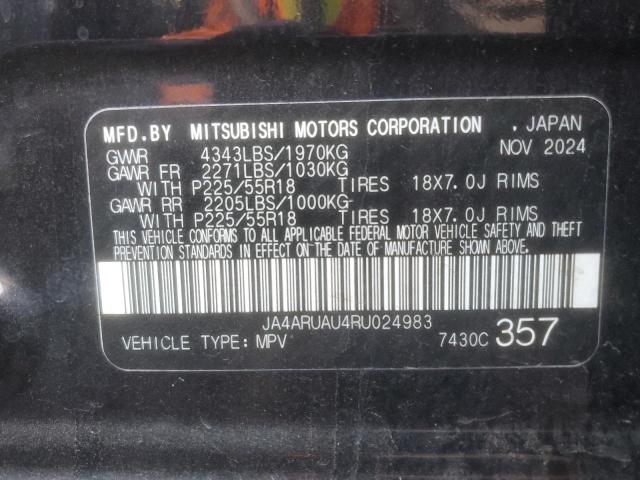 MFD.BY MITSUBISHI MOTORS CORPORATION . JAPAN
GVWR 4343LBS/1970KG NOV 2024
GAWR FR 2271LBS/1030KG
WITH P225/55R18 TIRES 18X7.0J RIMS
GAWR RR 2205LBS/1000KG
WITH P225/55R18 TIRES 18X7.0J RIMS
THIS VEHICLE CONFORMS TO ALL APPLICABLE FEDERAL MOTOR VEHICLE SAFETY AND THEFT
PREVENTION STANDARDS IN EFFECT ON THE DATE OF MANUFACTURE SHOWN ABOVE.
JA4ARUAU4RU024983
VEHICLE TYPE: MPV 7430C 357